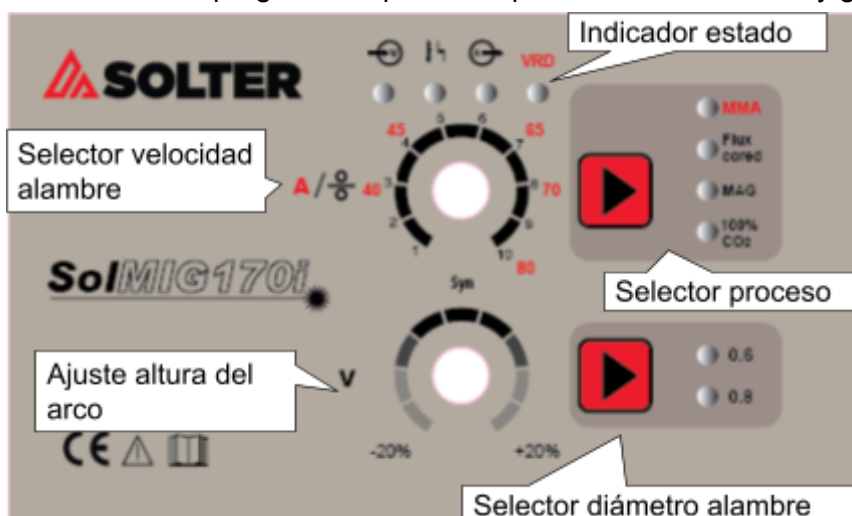 Indicador estado
SOLTER
VRD
MMA
Flux
cored
MAG
100%
CO2
Selector velocidad
alambre
A/
1
2
3
4
5
6
7
8
9
10
40
45
65
70
80
Selector proceso
SolMIG170i
Syn
Ajuste altura del
arco
V
-20%
+20%
0.6
0.8
CE
Selector diámetro alambre